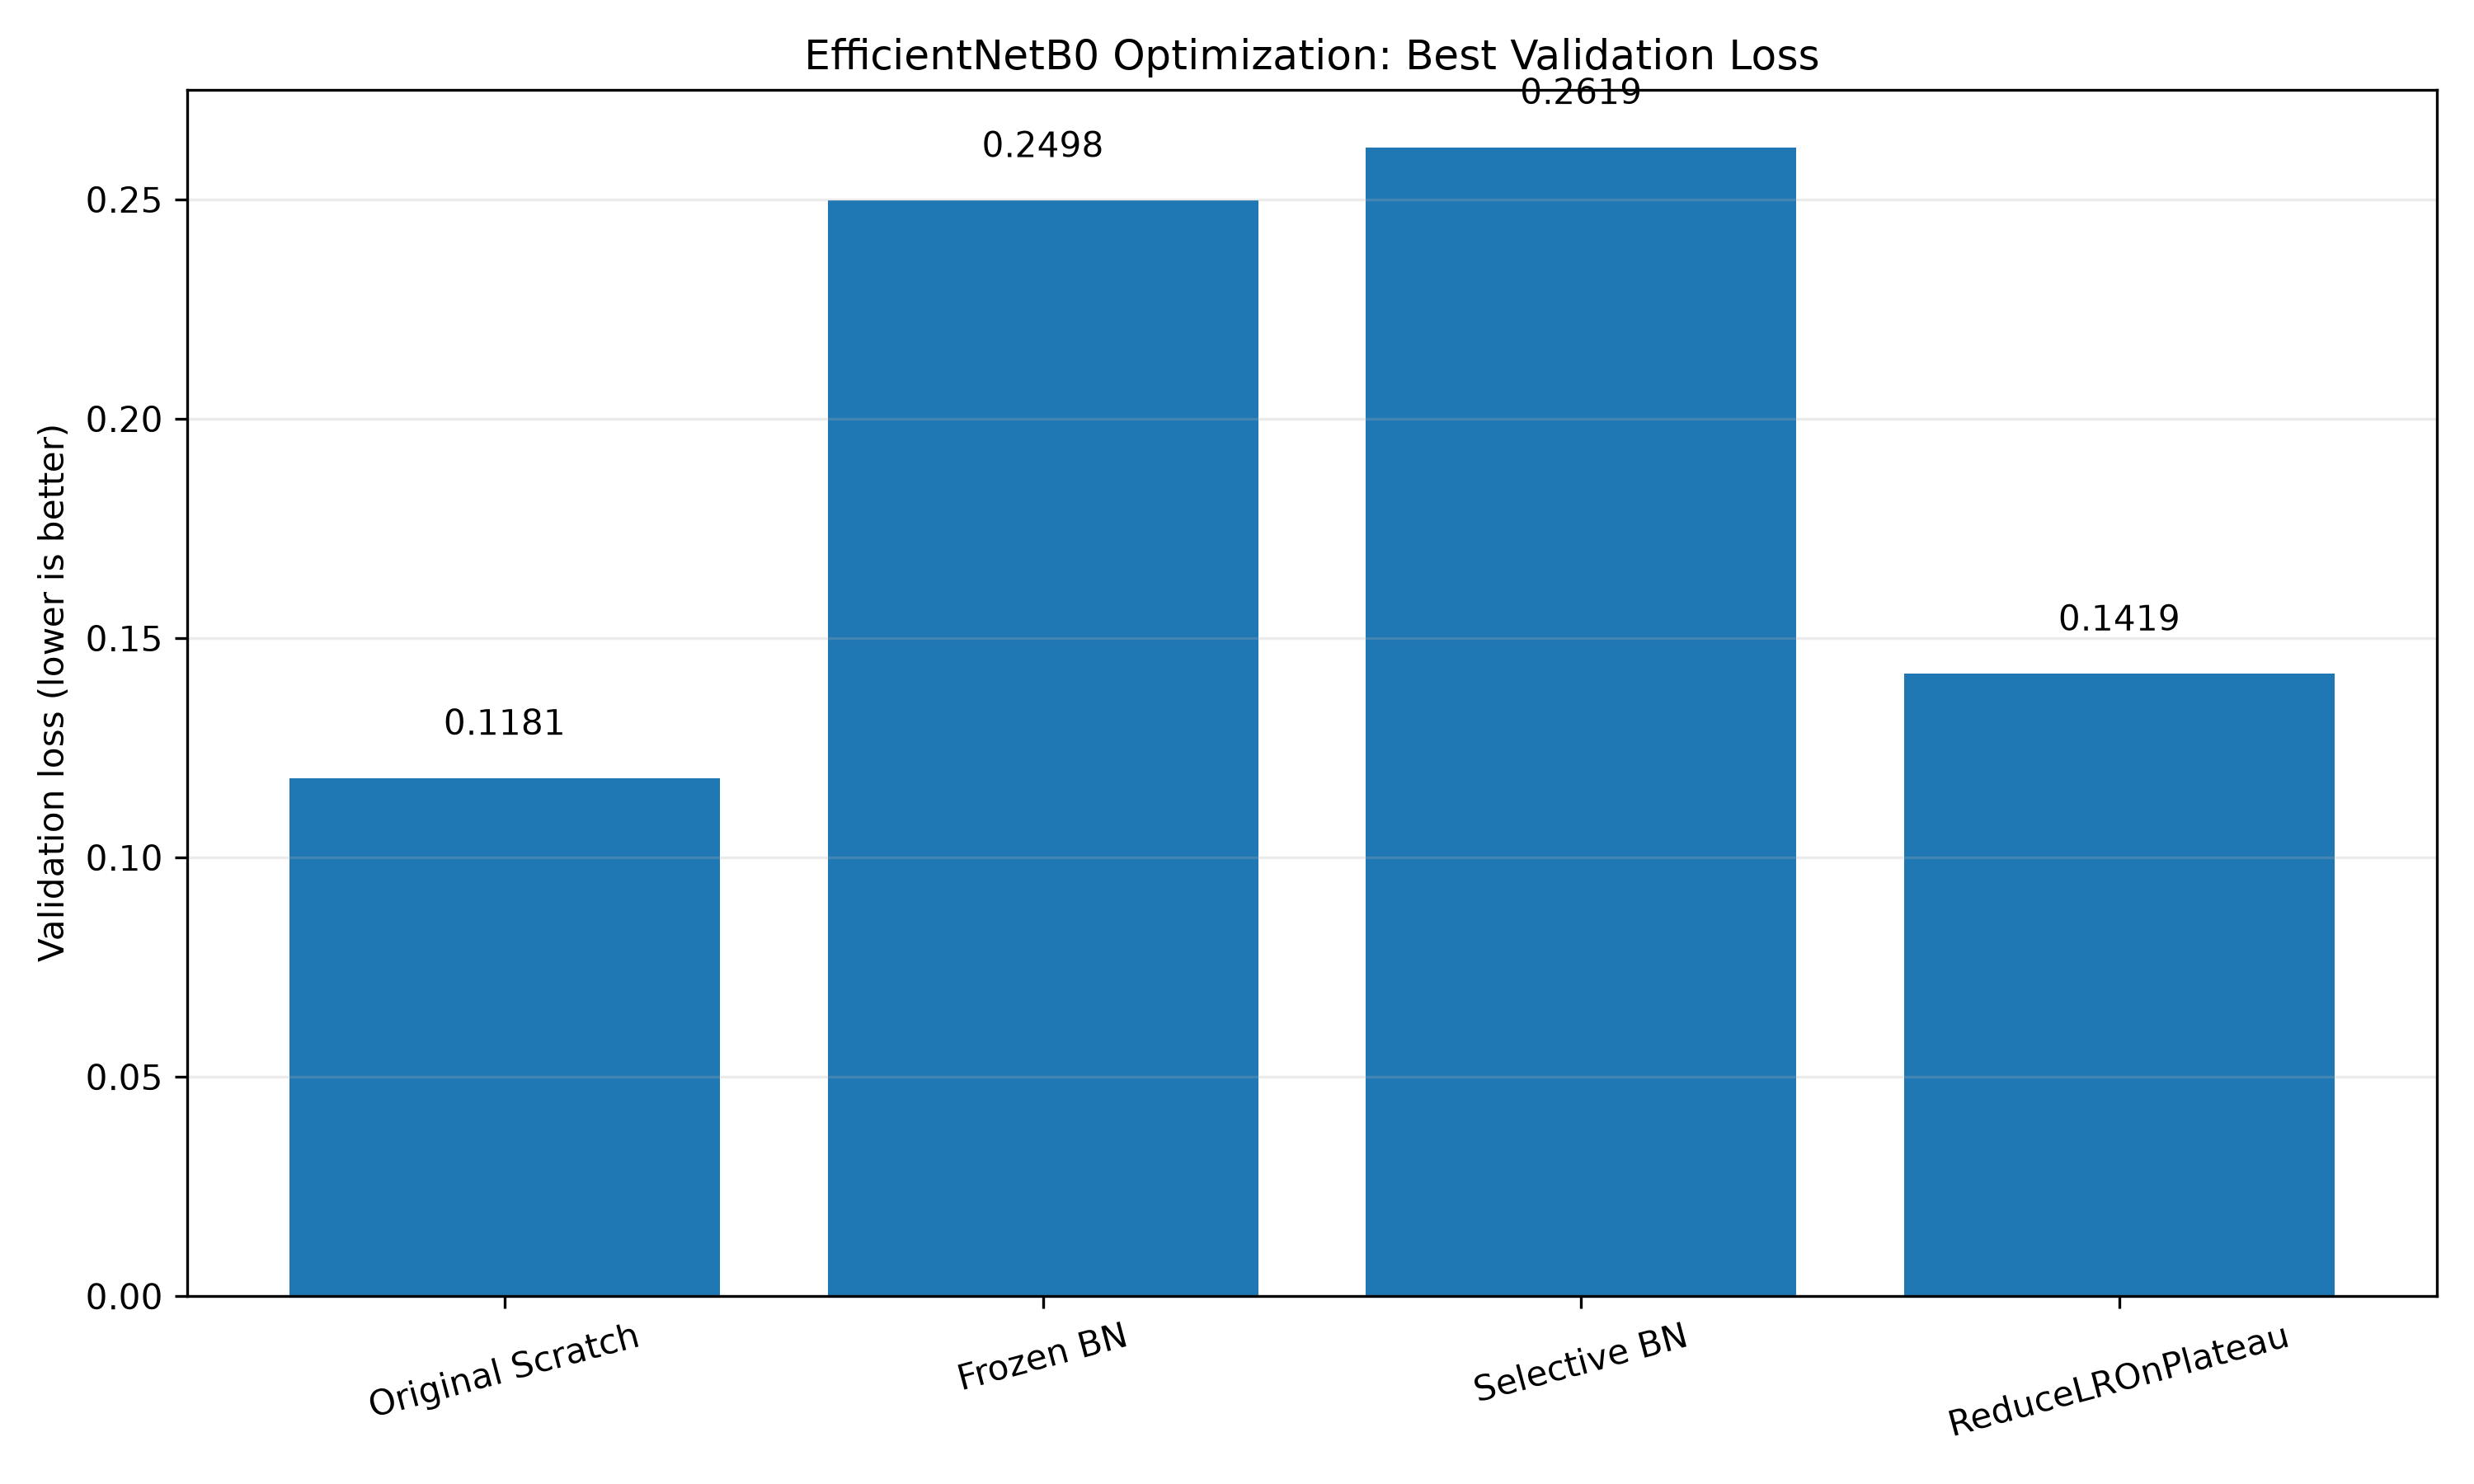 EfficientNetB0 Optimization: Best Validation Loss
0.2619
0.2498
0.1419
0.1181
Validation loss (lower is better)
0.25
0.20
0.15
0.10
0.05
0.00
Original Scratch
Frozen BN
Selective BN
ReduceLROnPlateau